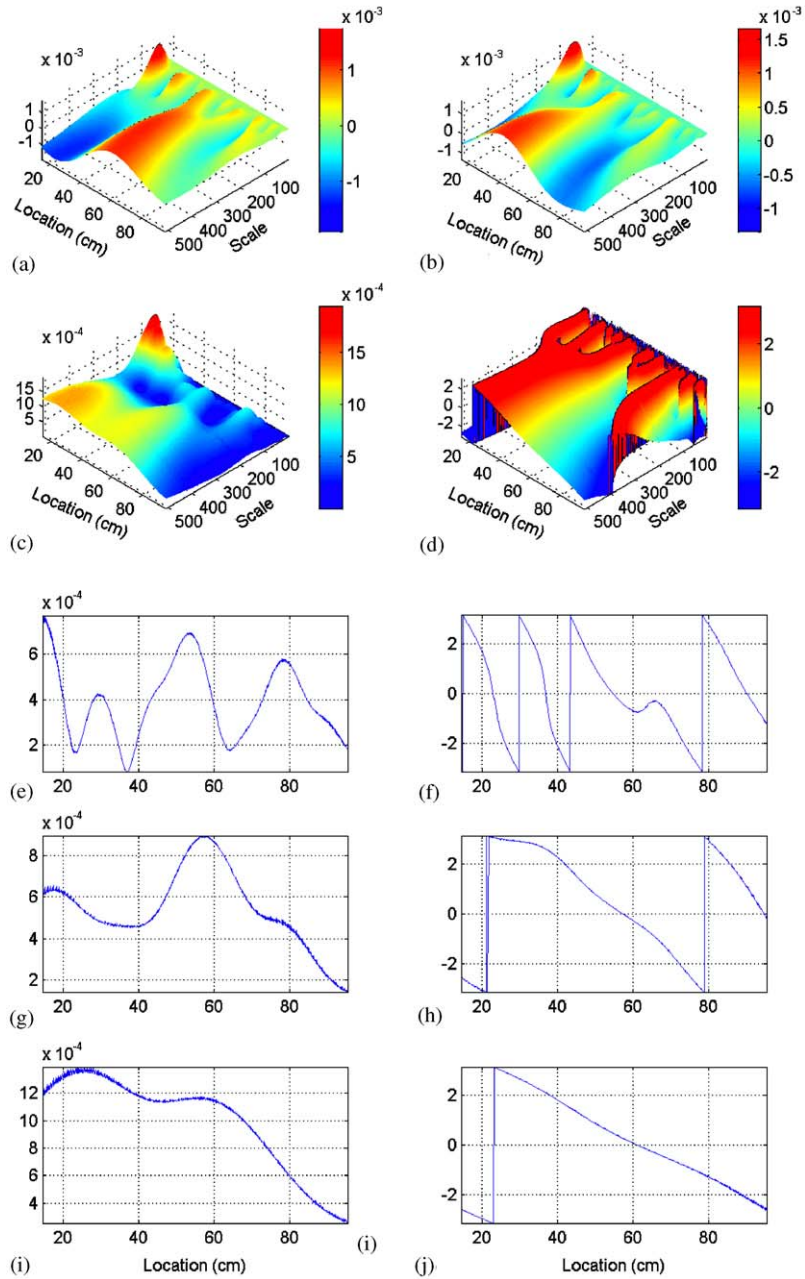 x 10⁻³
x 10⁻³
1
0
-1
1
0
-1
20
40
60
80
Location (cm)
500
400
300
200
100
Scale
(a)
x 10⁻³
x 10⁻³
1.5
1
0.5
0
-0.5
-1
1
0
-1
20
40
60
80
Location (cm)
500
400
300
200
100
Scale
(b)
x 10⁻⁴
x 10⁻⁴
15
10
5
15
10
5
20
40
60
80
Location (cm)
500
400
300
200
100
Scale
(c)
2
0
-2
2
0
-2
20
40
60
80
Location (cm)
500
400
300
200
100
Scale
(d)
x 10⁻⁴
6
4
2
20 40 60 80
(e)
2
0
-2
20 40 60 80
(f)
x 10⁻⁴
8
6
4
2
20 40 60 80
(g)
2
0
-2
20 40 60 80
(h)
x 10⁻⁴
12
10
8
6
4
20 40 60 80
Location (cm)
(i)
(i)
2
0
-2
20 40 60 80
Location (cm)
(j)